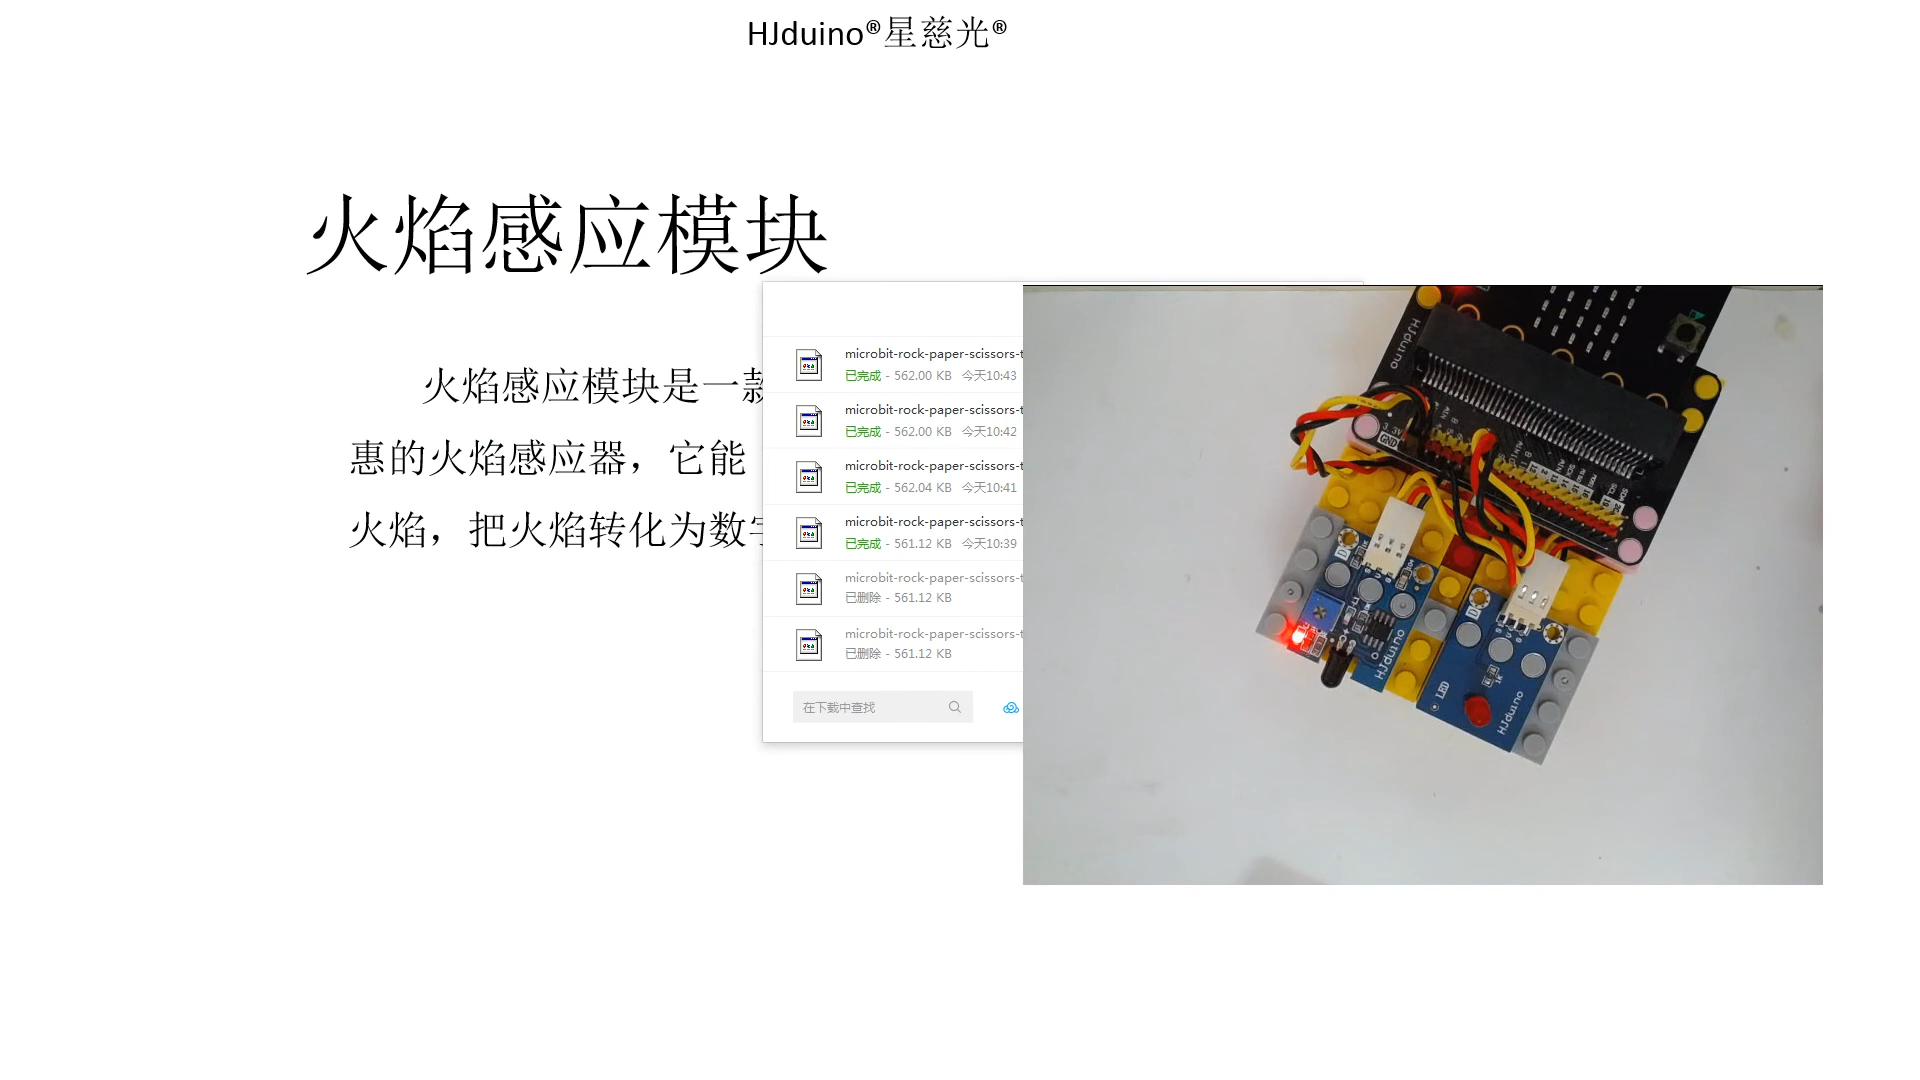 HJduino®星慈光®
火焰感应模块
火焰感应模块是一款
惠的火焰感应器，它能
火焰，把火焰转化为数字
microbit-rock-paper-scissors-t
已完成 - 562.00 KB 今天10:43
microbit-rock-paper-scissors-t
已完成 - 562.00 KB 今天10:42
microbit-rock-paper-scissors-t
已完成 - 562.04 KB 今天10:41
microbit-rock-paper-scissors-t
已完成 - 561.12 KB 今天10:39
microbit-rock-paper-scissors-t
已删除 - 561.12 KB
microbit-rock-paper-scissors-t
已删除 - 561.12 KB
在下载中查找
HJduino
3.3V
GND
D
HJduino
D
LED
1K
HJduino